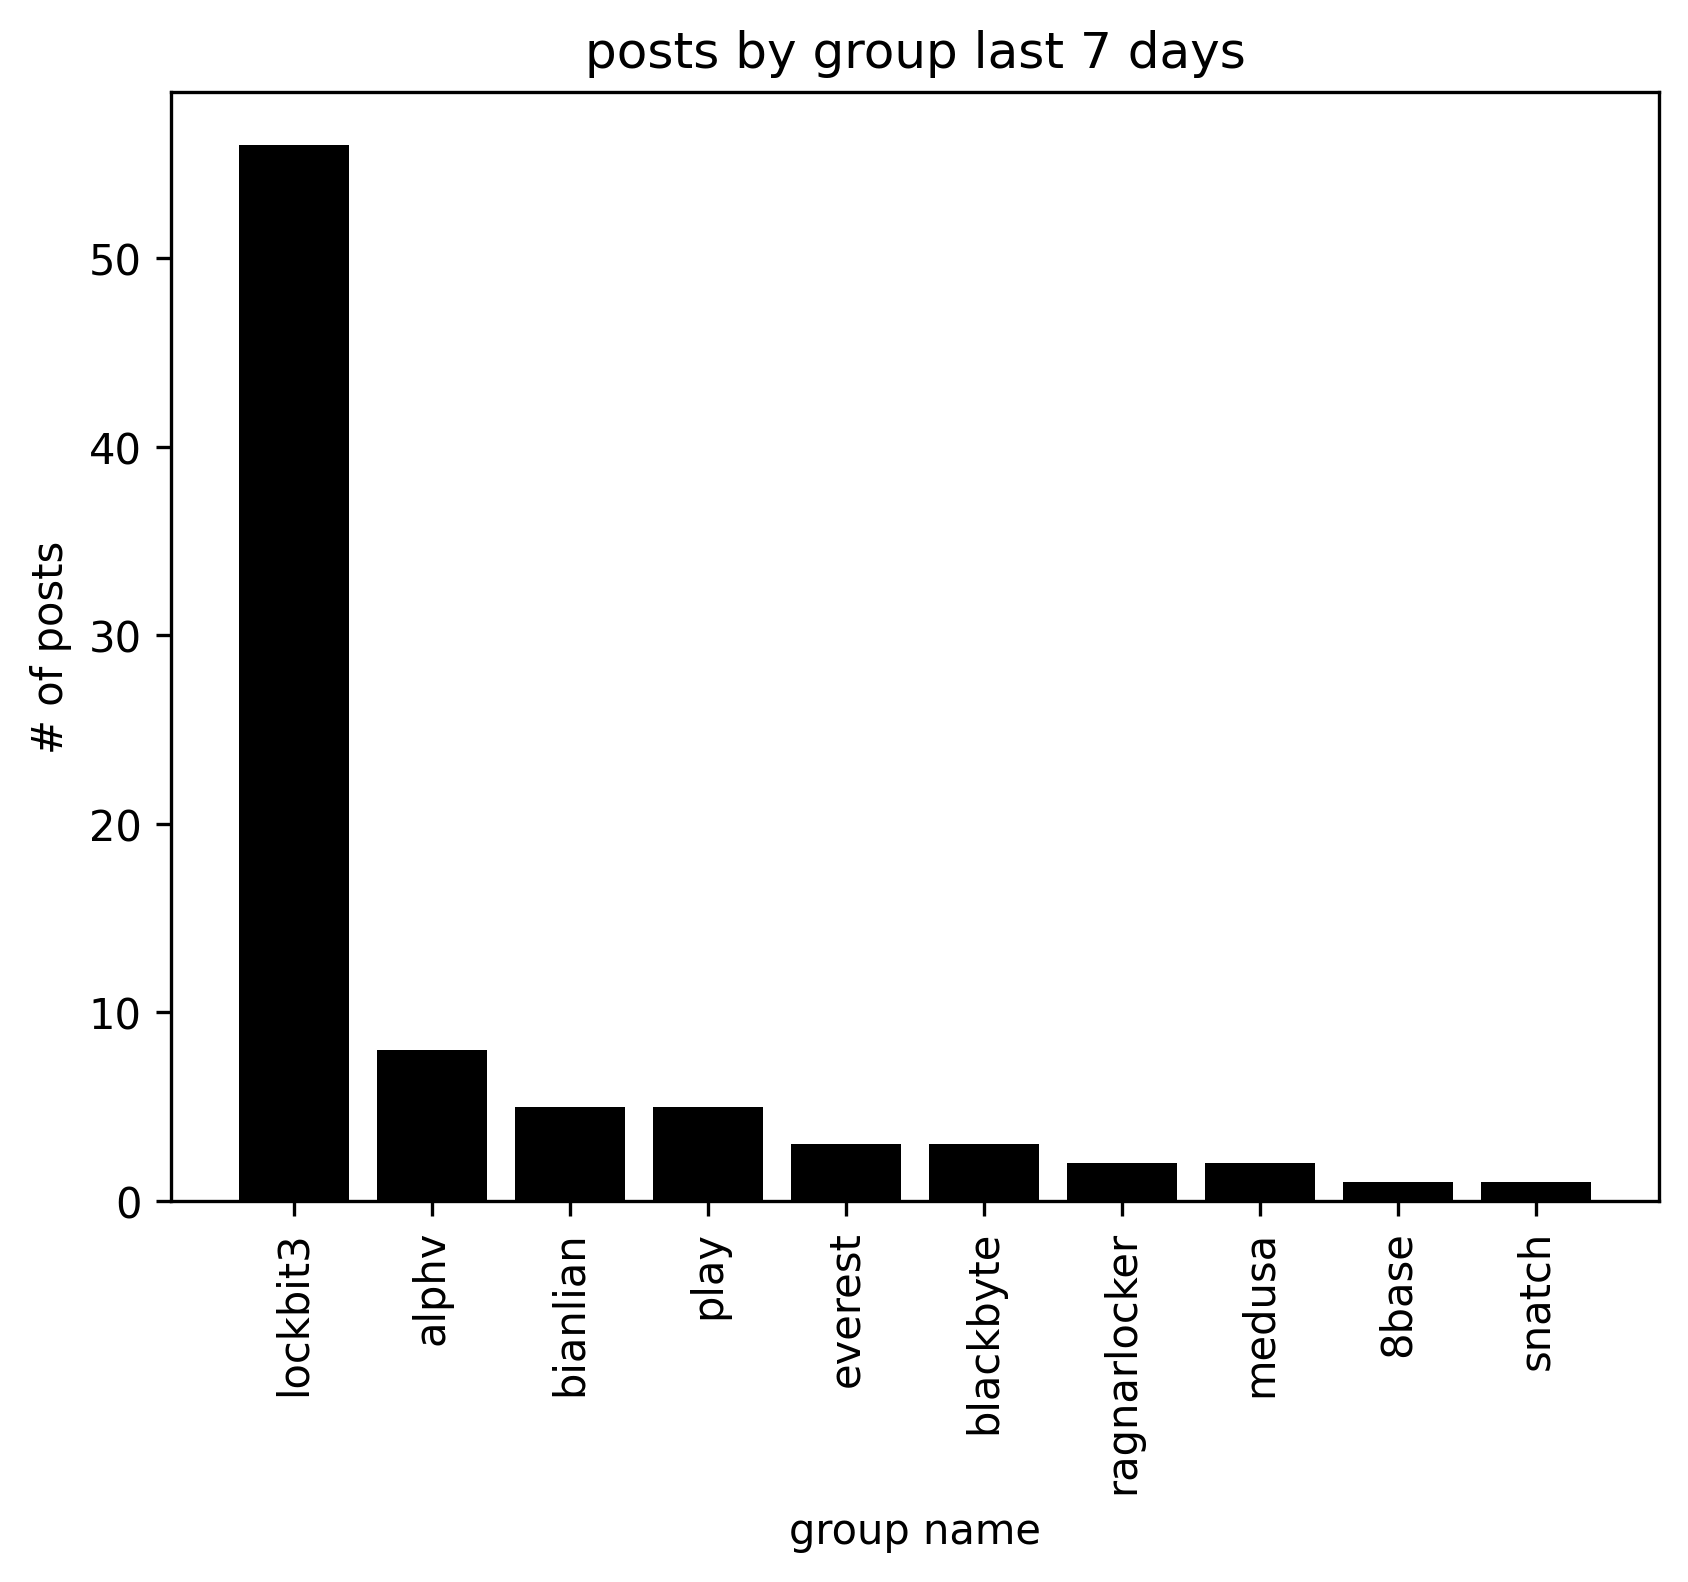 posts by group last 7 days
# of posts
50
40
30
20
10
0
lockbit3
alphv
bianlian
play
everest
blackbyte
ragnarlocker
medusa
8base
snatch
group name